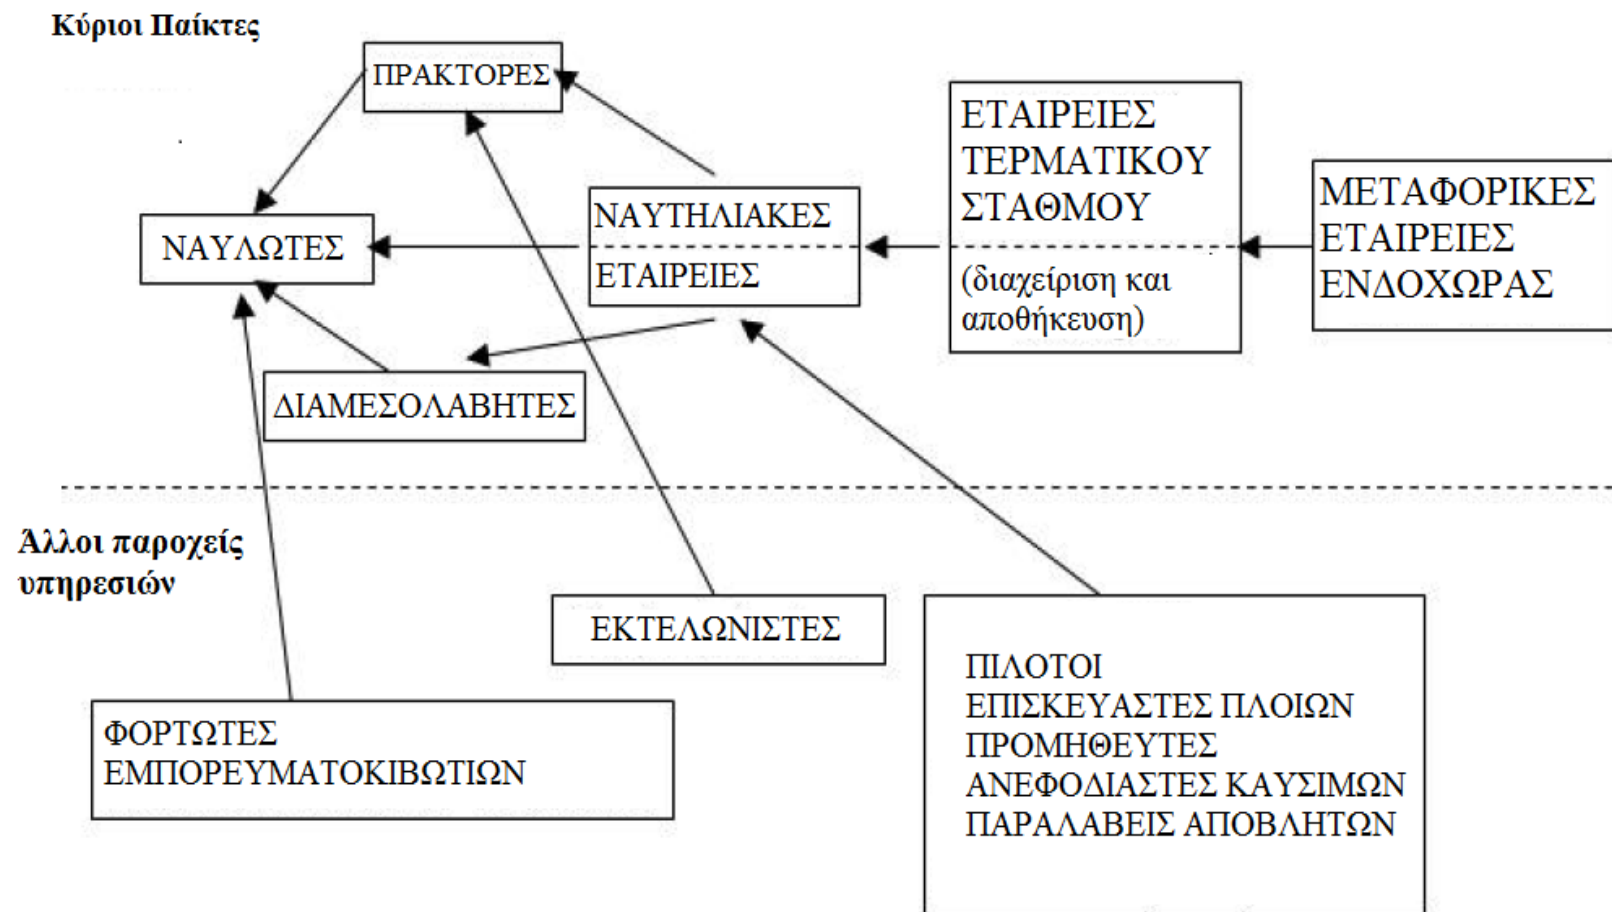 Κύριοι Παίκτες
ΠΡΑΚΤΟΡΕΣ
ΕΤΑΙΡΕΙΕΣ
ΤΕΡΜΑΤΙΚΟΥ
ΣΤΑΘΜΟΥ
(διαχείριση και
αποθήκευση)
ΜΕΤΑΦΟΡΙΚΕΣ
ΕΤΑΙΡΕΙΕΣ
ΕΝΔΟΧΩΡΑΣ
ΝΑΥΤΗΛΙΑΚΕΣ
ΕΤΑΙΡΕΙΕΣ
ΝΑΥΛΩΤΕΣ
ΔΙΑΜΕΣΟΛΑΒΗΤΕΣ
Άλλοι παροχείς
υπηρεσιών
ΕΚΤΕΛΩΝΙΣΤΕΣ
ΠΙΛΟΤΟΙ
ΕΠΙΣΚΕΥΑΣΤΕΣ ΠΛΟΙΩΝ
ΠΡΟΜΗΘΕΥΤΕΣ
ΑΝΕΦΟΔΙΑΣΤΕΣ ΚΑΥΣΙΜΩΝ
ΠΑΡΑΛΑΒΕΙΣ ΑΠΟΒΛΗΤΩΝ
ΦΟΡΤΩΤΕΣ
ΕΜΠΟΡΕΥΜΑΤΟΚΙΒΩΤΙΩΝ